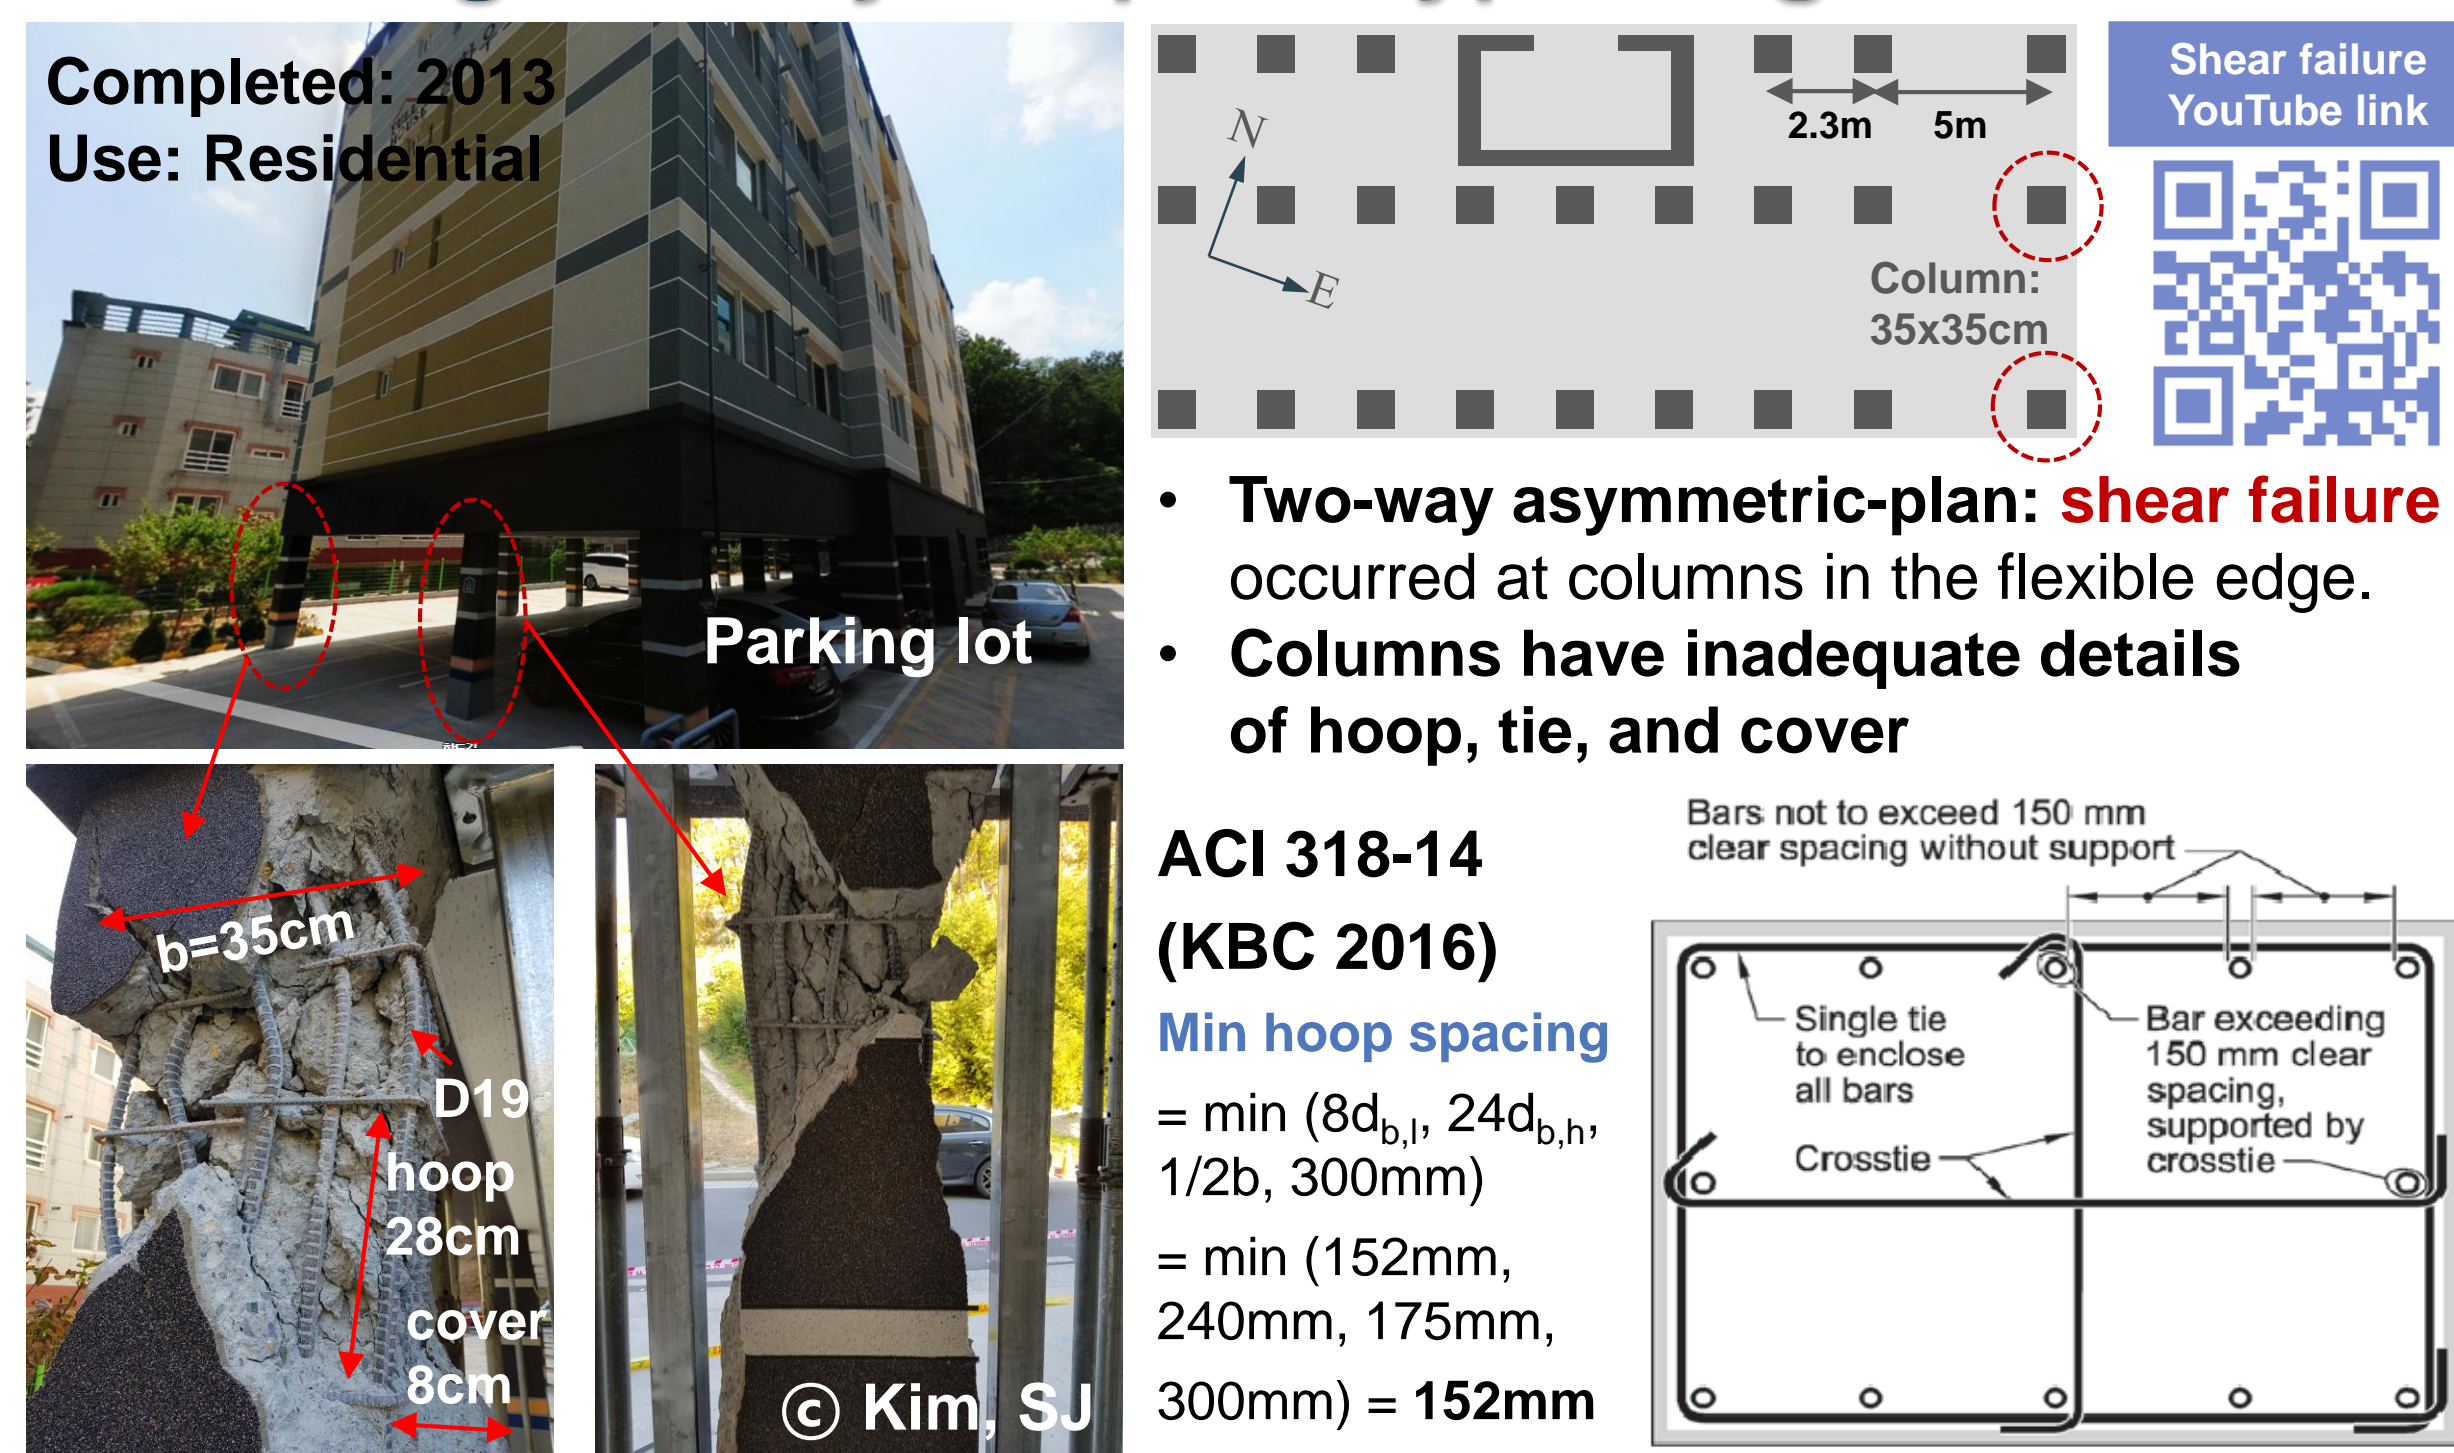 Completed: 2013
Use: Residential
Parking lot
b=35cm
D19
hoop
28cm
cover
8cm
© Kim, SJ
N
E
2.3m
5m
Column:
35x35cm
Shear failure
YouTube link
• Two-way asymmetric-plan: shear failure
occurred at columns in the flexible edge.
• Columns have inadequate details
of hoop, tie, and cover
ACI 318-14
(KBC 2016)
Min hoop spacing
= min (8db,l, 24db,h,
1/2b, 300mm)
= min (152mm,
240mm, 175mm,
300mm) = 152mm
Bars not to exceed 150 mm
clear spacing without support
Single tie
to enclose
all bars
Crosstie
Bar exceeding
150 mm clear
spacing,
supported by
crosstie